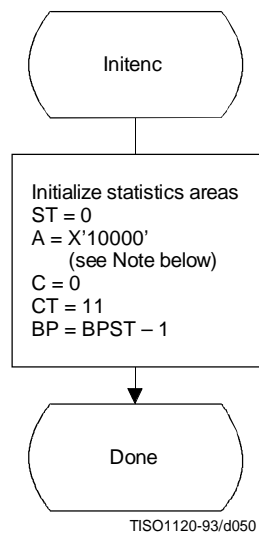 Initenc
Initialize statistics areas
ST = 0
A = X’10000’
(see Note below)
C = 0
CT = 11
BP = BPST – 1
Done
TISO1120-93/d050